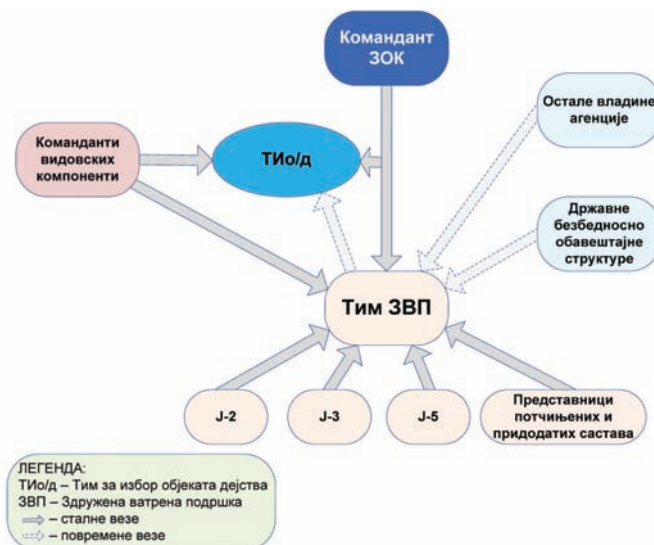 Командант
ЗОК
Остале владине
агенције
Команданти
видовских
компоненти
ТИо/д
Државне
безбедносно
обавештајне
структуре
Тим ЗВП
Ј-2
Ј-3
Ј-5
Представници
потчињених и
придодатих састава
ЛЕГЕНДА:
ТИо/д – Тим за избор објеката дејства
ЗВП – Здружена ватрена подршка
– сталне везе
– повремене везе